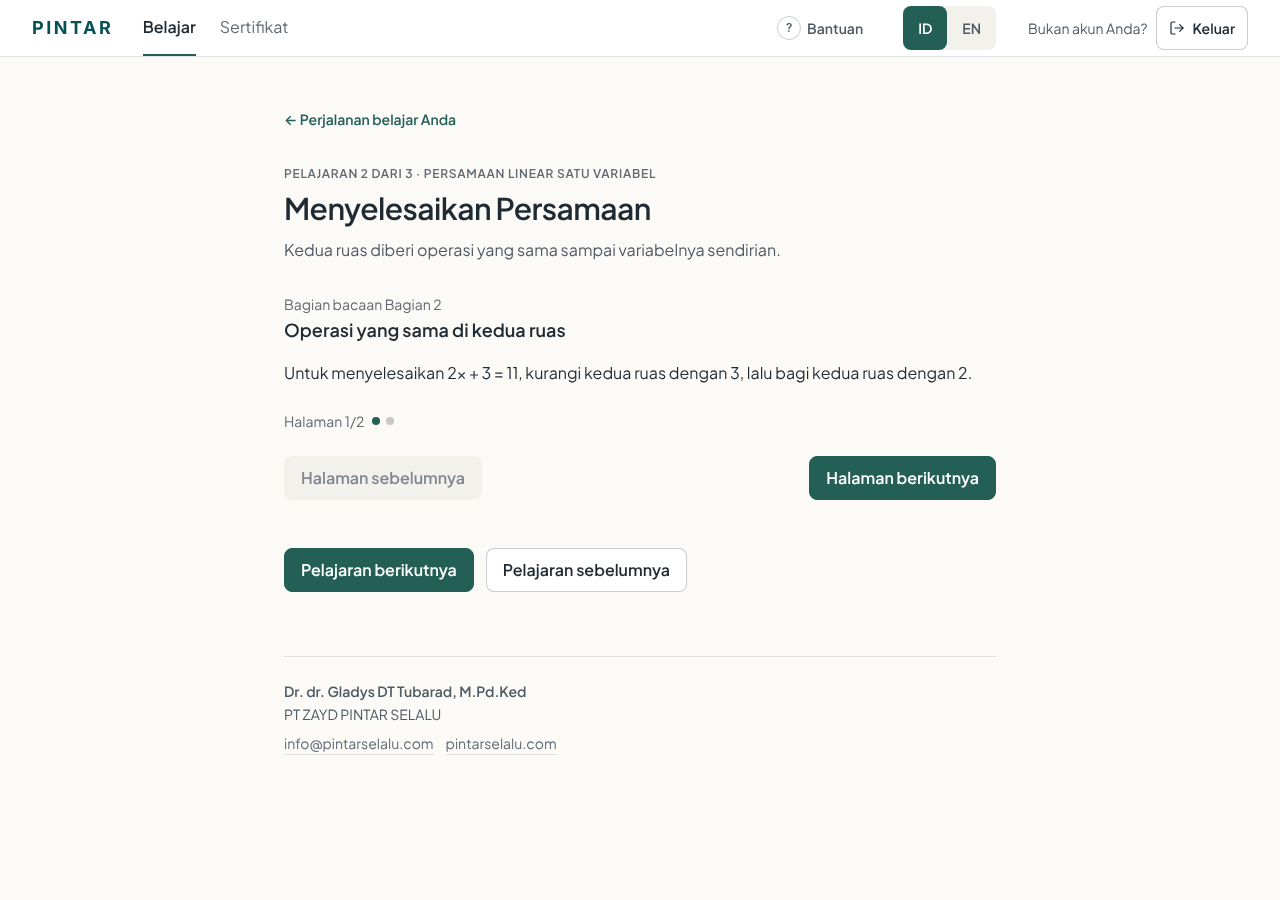 PINTAR
Belajar
Sertifikat
? Bantuan
ID
EN
Bukan akun Anda?
Keluar
← Perjalanan belajar Anda
PELAJARAN 2 DARI 3 · PERSAMAAN LINEAR SATU VARIABEL
Menyelesaikan Persamaan
Kedua ruas diberi operasi yang sama sampai variabelnya sendirian.
Bagian bacaan Bagian 2
Operasi yang sama di kedua ruas
Untuk menyelesaikan 2x + 3 = 11, kurangi kedua ruas dengan 3, lalu bagi kedua ruas dengan 2.
Halaman 1/2
Halaman sebelumnya
Halaman berikutnya
Pelajaran berikutnya
Pelajaran sebelumnya
Dr. dr. Gladys DT Tubarad, M.Pd.Ked
PT ZAYD PINTAR SELALU
info@pintarselalu.com pintarselalu.com